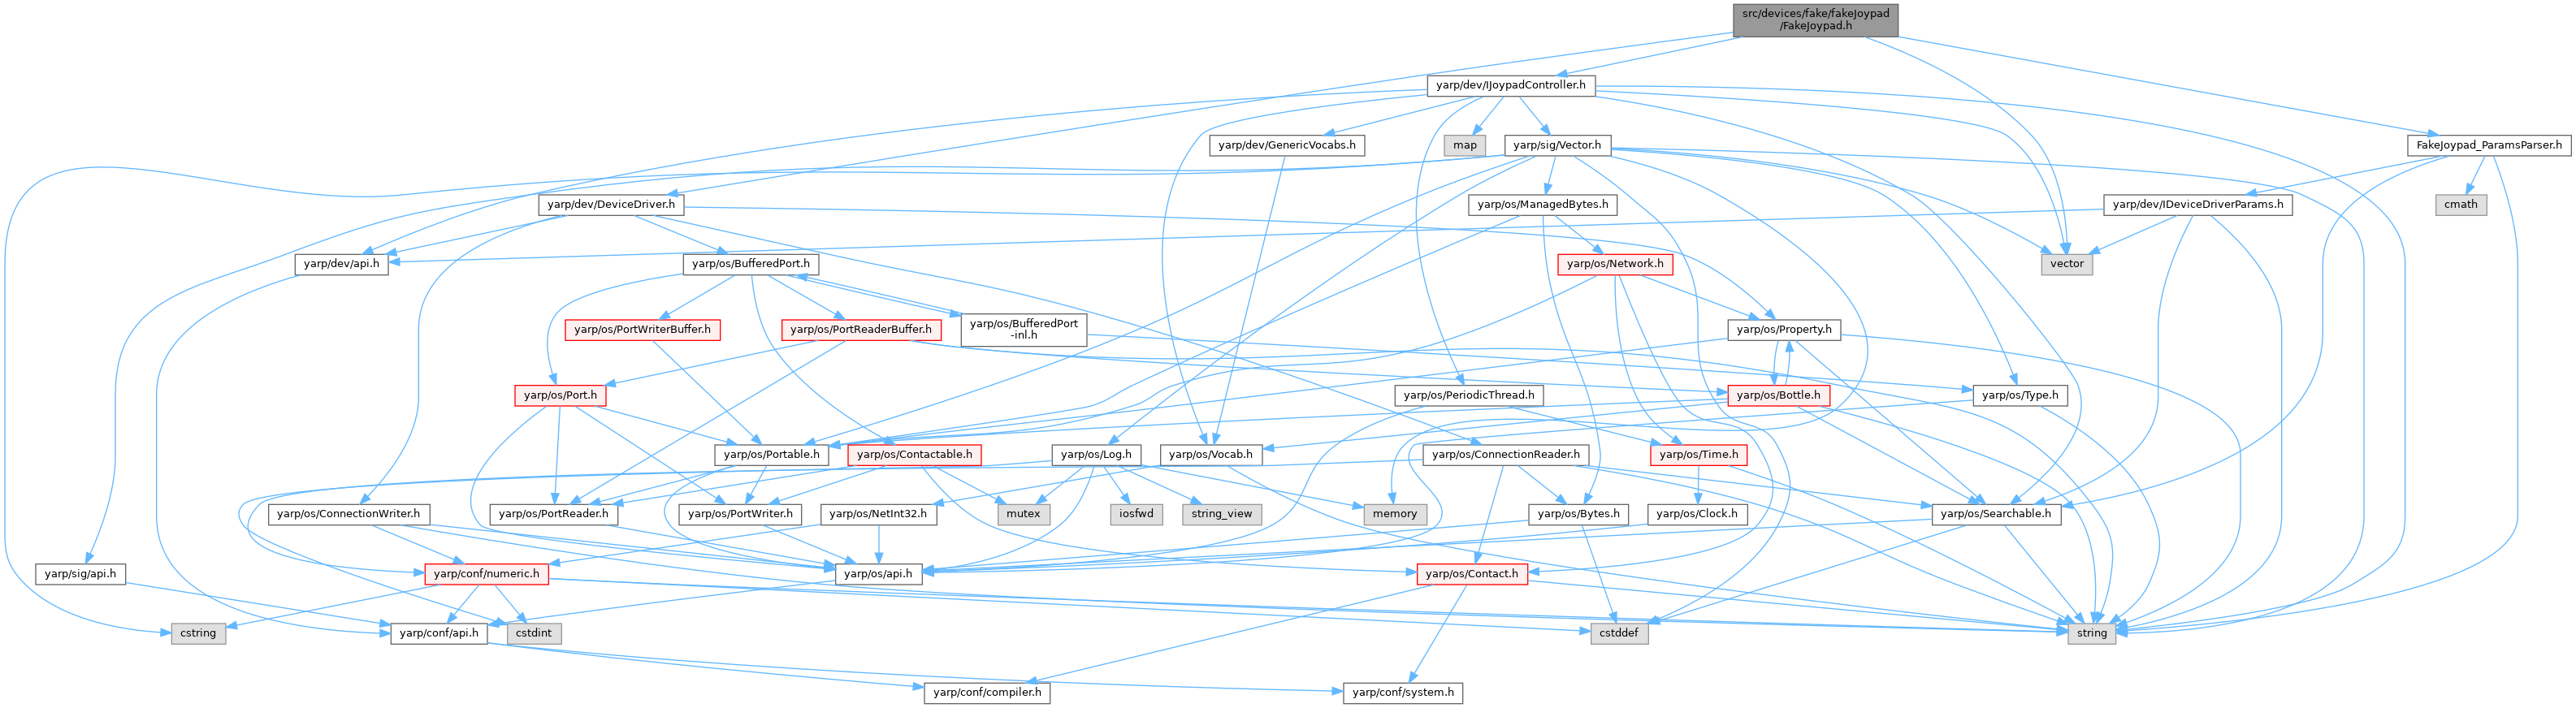 src/devices/fake/fakeJoypad
/FakeJoypad.h
yarp/dev/IJoypadController.h
yarp/dev/GenericVocabs.h
map
yarp/sig/Vector.h
FakeJoypad_ParamsParser.h
yarp/dev/DeviceDriver.h
yarp/os/ManagedBytes.h
yarp/dev/IDeviceDriverParams.h
cmath
yarp/dev/api.h
yarp/os/BufferedPort.h
yarp/os/Network.h
vector
yarp/os/PortWriterBuffer.h
yarp/os/PortReaderBuffer.h
yarp/os/BufferedPort
-inl.h
yarp/os/Property.h
yarp/os/Port.h
yarp/os/PeriodicThread.h
yarp/os/Bottle.h
yarp/os/Type.h
yarp/os/Portable.h
yarp/os/Contactable.h
yarp/os/Log.h
yarp/os/Vocab.h
yarp/os/ConnectionReader.h
yarp/os/Time.h
yarp/os/ConnectionWriter.h
yarp/os/PortReader.h
yarp/os/PortWriter.h
yarp/os/NetInt32.h
mutex
iosfwd
string_view
memory
yarp/os/Bytes.h
yarp/os/Clock.h
yarp/os/Searchable.h
yarp/sig/api.h
yarp/conf/numeric.h
yarp/os/api.h
yarp/os/Contact.h
cstring
yarp/conf/api.h
cstdint
cstddef
string
yarp/conf/compiler.h
yarp/conf/system.h